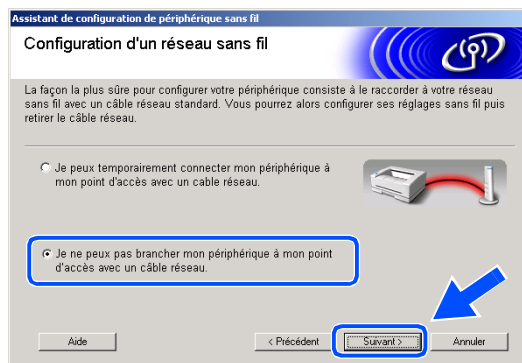 Assistant de configuration de périphérique sans fil
Configuration d'un réseau sans fil
La façon la plus sûre pour configurer votre périphérique consiste à le raccorder à votre réseau
sans fil avec un câble réseau standard. Vous pourrez alors configurer ses réglages sans fil puis
retirer le câble réseau.
Je peux temporairement connecter mon périphérique à
mon point d'accès avec un cable réseau.
Je ne peux pas brancher mon périphérique à mon point
d'accès avec un câble réseau.
Aide
< Précédent
Suivant >
Annuler